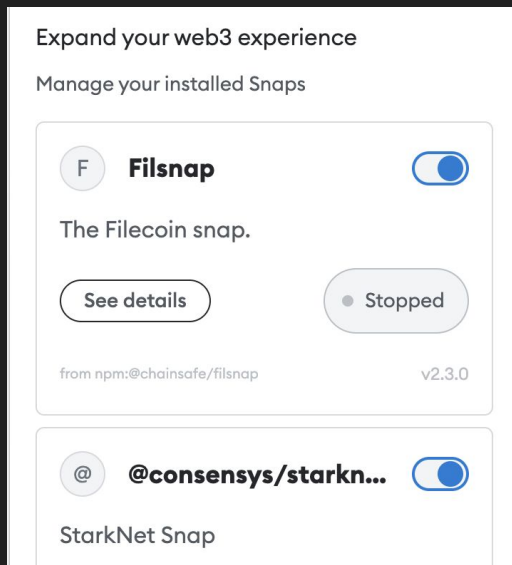 Expand your web3 experience
Manage your installed Snaps
F Filsnap
The Filecoin snap.
See details Stopped
from npm:@chainsafe/filsnap v2.3.0
@ @consensys/starkn...
StarkNet Snap